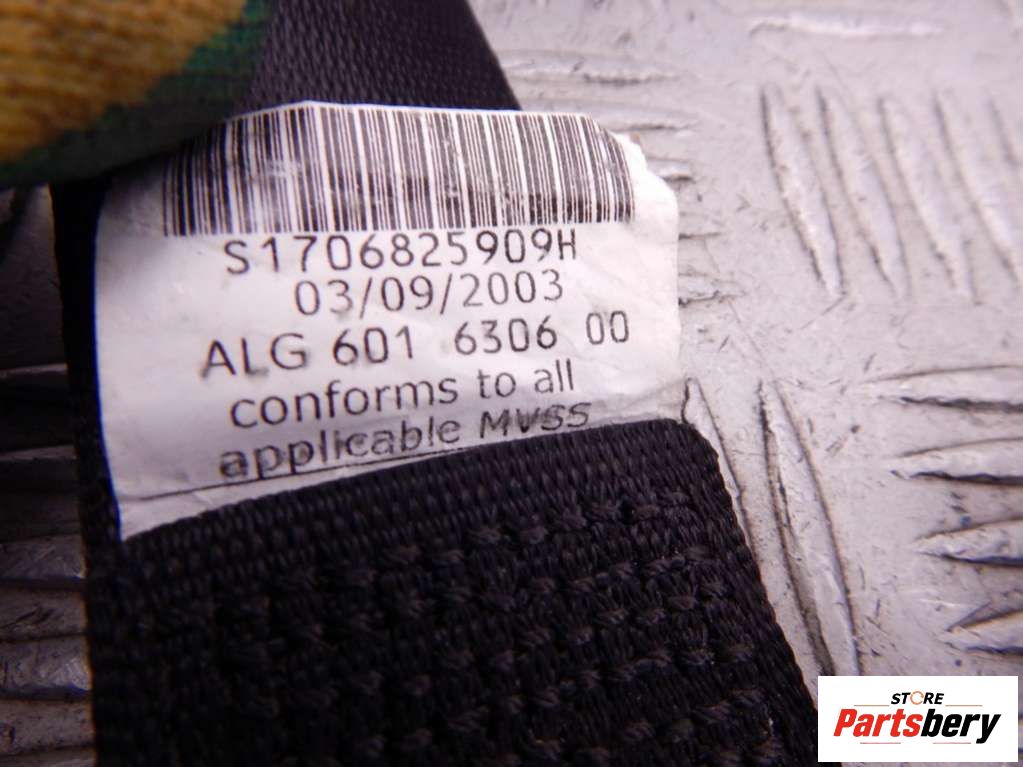 S1706825909H
03/09/2003
ALG 601 6306 00
conforms to all
applicable MVSS
STORE
Partsbery